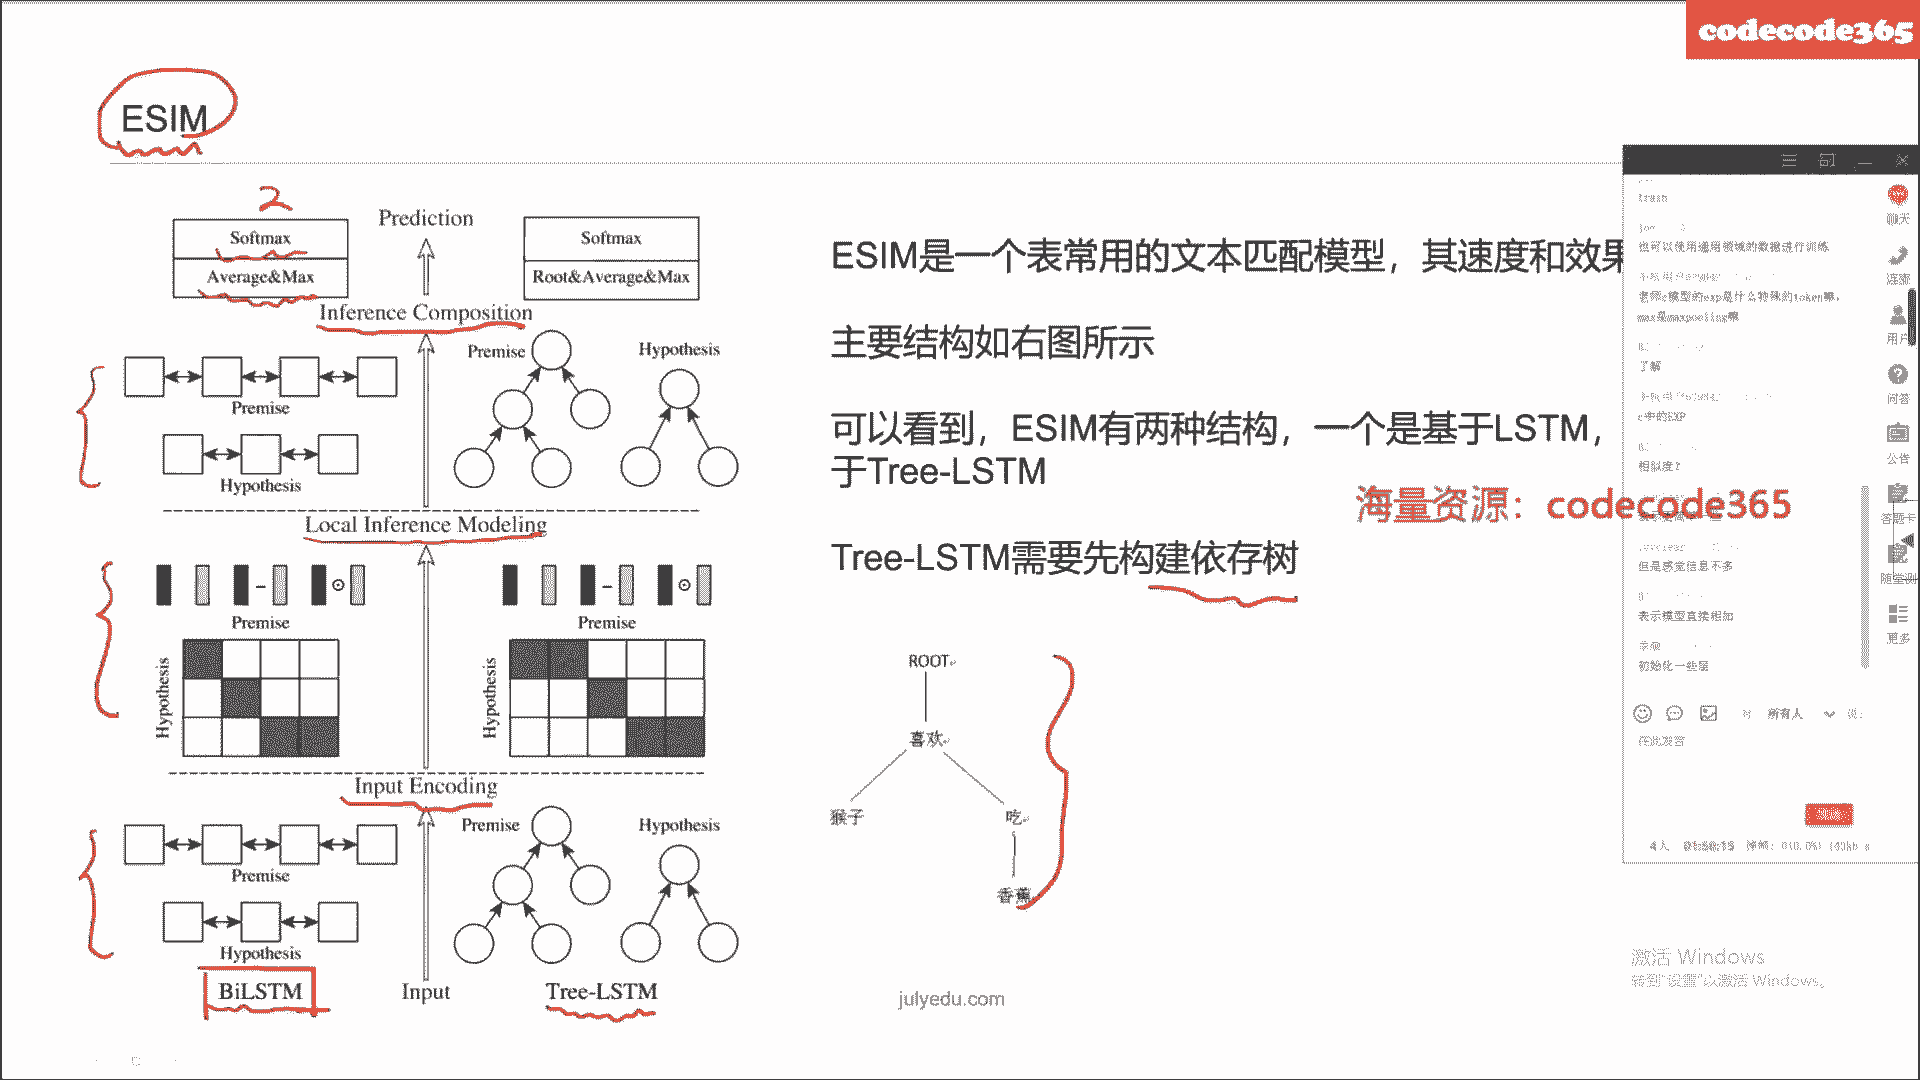 codecode365
ESIM
2
Softmax
Average&Max
Prediction
Softmax
Root&Average&Max
Inference Composition
Premise
Hypothesis
Premise
Hypothesis
Local Inference Modeling
Premise
Hypothesis
Premise
Hypothesis
Input Encoding
Premise
Hypothesis
Premise
Hypothesis
BiLSTM
Input
Tree-LSTM
ESIM是一个表常用的文本匹配模型，其速度和效果
主要结构如右图所示
可以看到，ESIM有两种结构，一个是基于LSTM，
于Tree-LSTM
海量资源：codecode365
Tree-LSTM需要先构建依存树
ROOT
喜欢
猴子
吃
香蕉
julyedu.com
train
也可以使用通用领域的数据进行训练
老师c模型的exp是什么特殊的token嘛，
max是maxpooling嘛
了解
c中的EXP
相似度？
但是感觉信息不多
表示模型直接相加
初始化一些层
聊天
连麦
用户
问答
公告
答题卡
随堂测
更多
所有人
说：
在此发言
4人 01:50:15
激活 Windows
转到"设置"以激活 Windows。